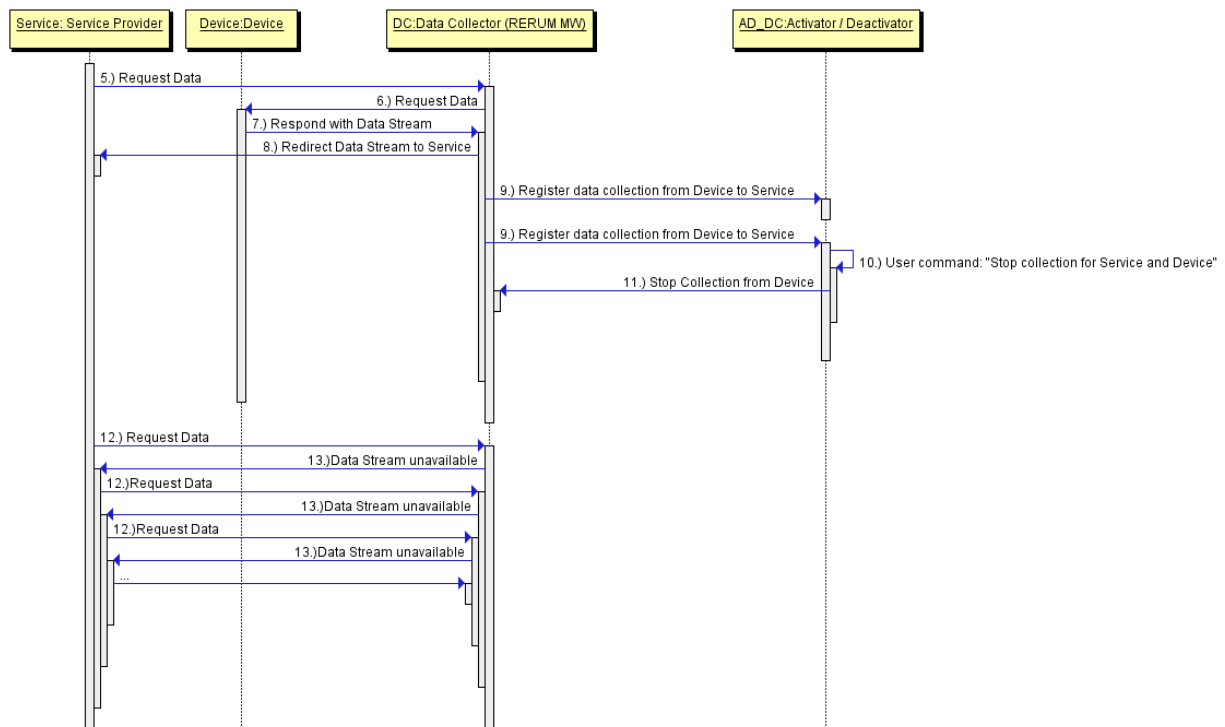 Service: Service Provider
Device:Device
DC:Data Collector (RERUM MW)
AD_DC:Activator / Deactivator
5.) Request Data
6.) Request Data
7.) Respond with Data Stream
8.) Redirect Data Stream to Service
9.) Register data collection from Device to Service
9.) Register data collection from Device to Service
10.) User command: "Stop collection for Service and Device"
11.) Stop Collection from Device
12.) Request Data
13.)Data Stream unavailable
12.)Request Data
13.)Data Stream unavailable
12.)Request Data
13.)Data Stream unavailable
...